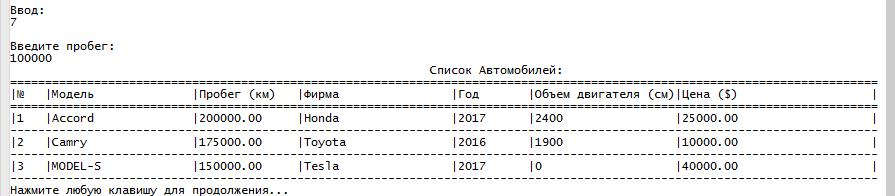 Ввод:
7
Введите пробег:
100000
Список Автомобилей:
|№ |Модель |Пробег (км) |Фирма |Год |Объем двигателя (см)|Цена ($) |
|1 |Accord |200000.00 |Honda |2017 |2400 |25000.00 |
|2 |Camry |175000.00 |Toyota |2016 |1900 |10000.00 |
|3 |MODEL-S |150000.00 |Tesla |2017 |0 |40000.00 |
Нажмите любую клавишу для продолжения...